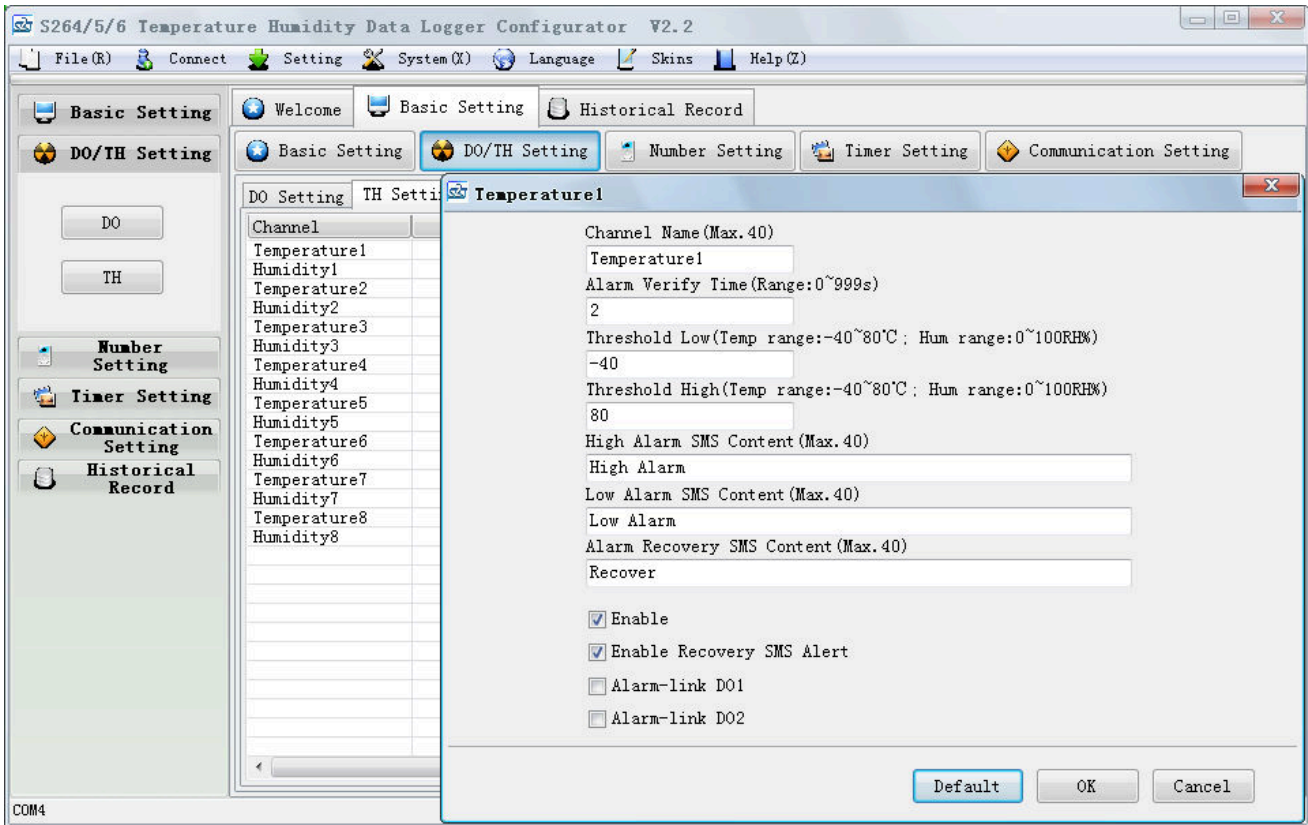 S264/5/6 Temperature Humidity Data Logger Configurator V2.2
File(R) Connect Setting System(X) Language Skins Help(Z)
Basic Setting
DO/TH Setting
DO
TH
Number
Setting
Timer Setting
Communication
Setting
Historical
Record
Welcome Basic Setting Historical Record
Basic Setting DO/TH Setting Number Setting Timer Setting Communication Setting
DO Setting TH Setti
Channel
Temperature1
Humidity1
Temperature2
Humidity2
Temperature3
Humidity3
Temperature4
Humidity4
Temperature5
Humidity5
Temperature6
Humidity6
Temperature7
Humidity7
Temperature8
Humidity8
Temperature1
Channel Name(Max.40)
Temperature1
Alarm Verify Time(Range:0~999s)
2
Threshold Low(Temp range:-40~80℃; Hum range:0~100RH%)
-40
Threshold High(Temp range:-40~80℃; Hum range:0~100RH%)
80
High Alarm SMS Content(Max.40)
High Alarm
Low Alarm SMS Content(Max.40)
Low Alarm
Alarm Recovery SMS Content(Max.40)
Recover
Enable
Enable Recovery SMS Alert
Alarm-link DO1
Alarm-link DO2
Default OK Cancel
COM4